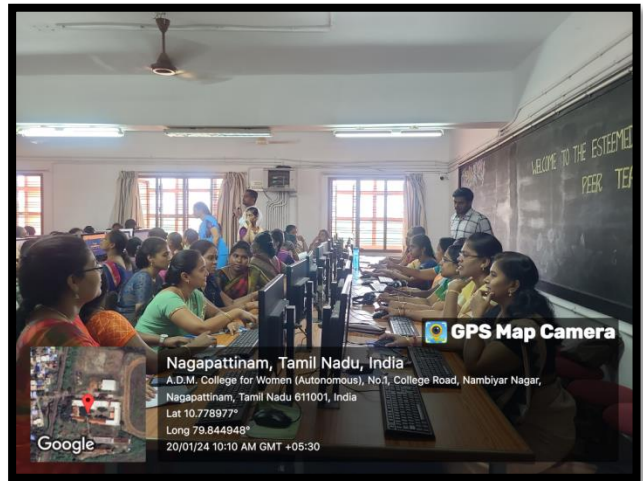 WELCOME TO THE ESTEEMED
PEER TEA
GPS Map Camera
Nagapattinam, Tamil Nadu, India
A.D.M. College for Women (Autonomous), No.1, College Road, Nambiyar Nagar,
Nagapattinam, Tamil Nadu 611001, India
Lat 10.778977°
Long 79.844948°
20/01/24 10:10 AM GMT +05:30
Google